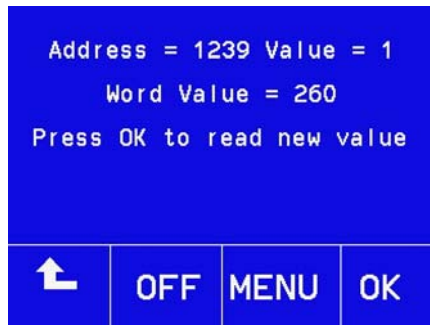 Address = 1239 Value = 1
Word Value = 260
Press OK to read new value
OFF MENU OK